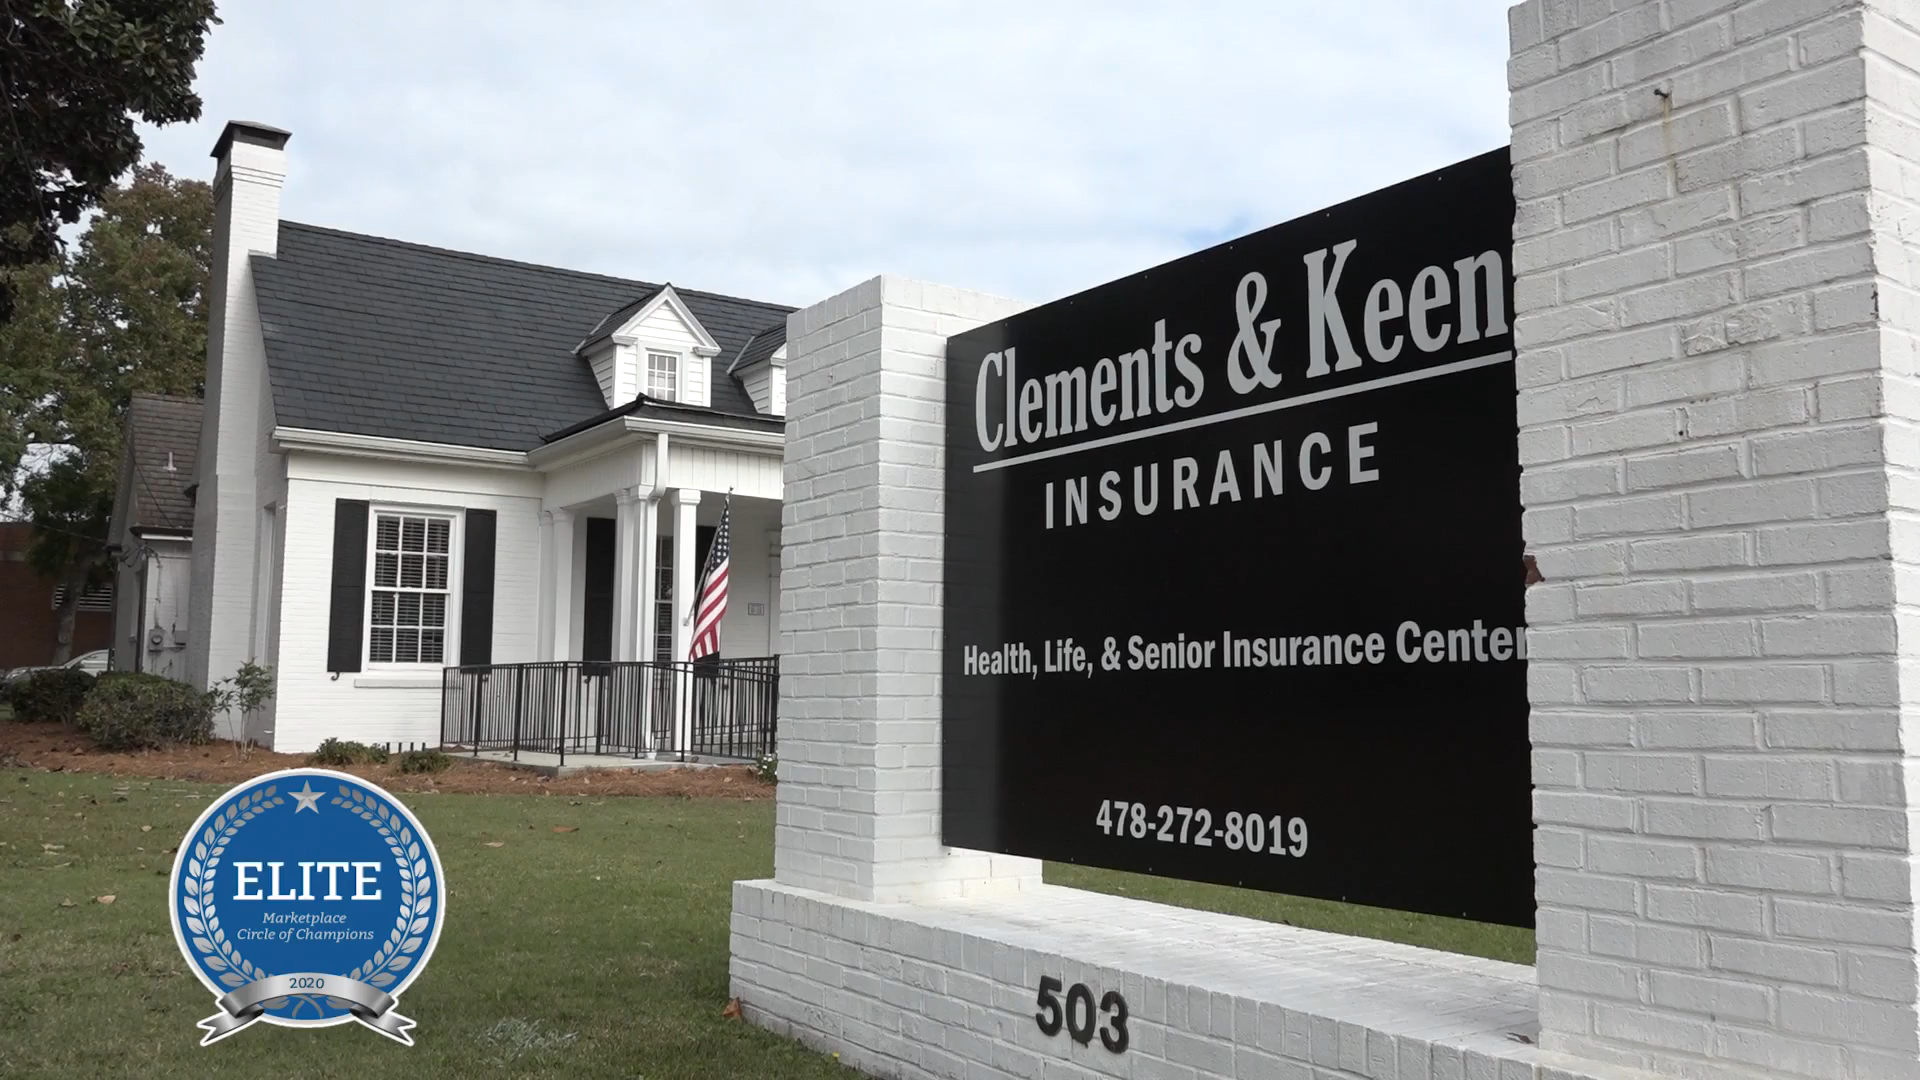 Clements & Keen
INSURANCE
Health, Life, & Senior Insurance Center
478-272-8019
503
ELITE
Marketplace
Circle of Champions
2020